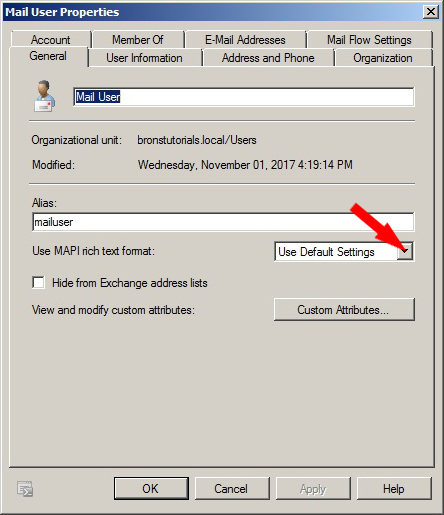 Mail User Properties
Account Member Of E-Mail Addresses Mail Flow Settings
General User Information Address and Phone Organization
Mail User
Organizational unit: bronstutorials.local/Users
Modified: Wednesday, November 01, 2017 4:19:14 PM
Alias:
mailuser
Use MAPI rich text format: Use Default Settings
Hide from Exchange address lists
View and modify custom attributes: Custom Attributes...
OK Cancel Apply Help